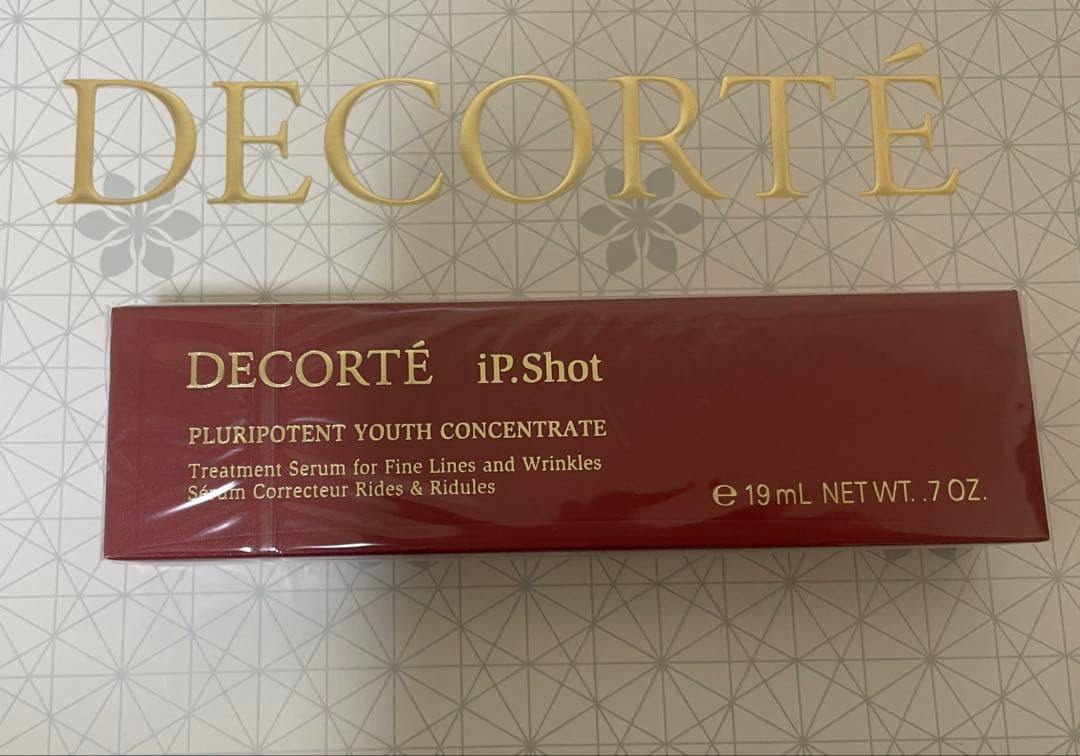 DECORTÉ
DECORTÉ iP.Shot
PLURIPOTENT YOUTH CONCENTRATE
Treatment Serum for Fine Lines and Wrinkles
Sérum Correcteur Rides & Ridules
℮ 19 mL NET WT. .7 OZ.